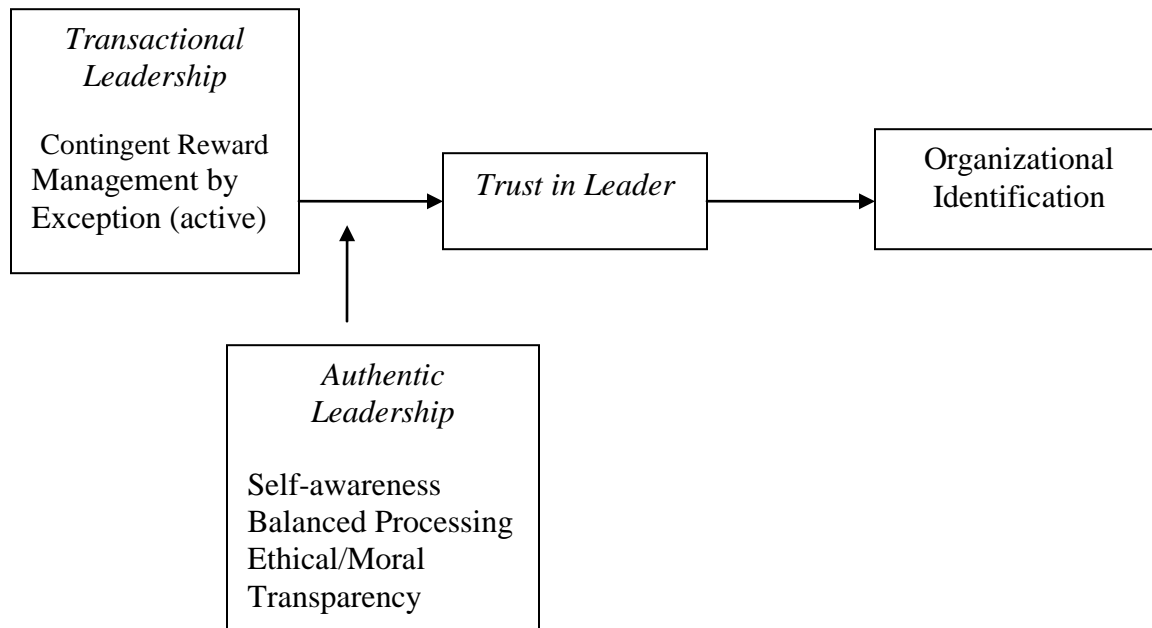 Transactional
Leadership
Contingent Reward
Management by
Exception (active)
Trust in Leader
Organizational
Identification
Authentic
Leadership
Self-awareness
Balanced Processing
Ethical/Moral
Transparency